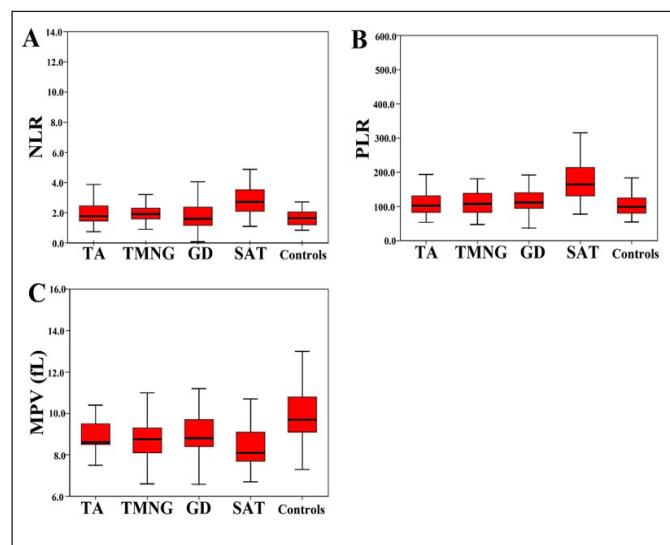 A
NLR
14.0
12.0
10.0
8.0
6.0
4.0
2.0
0.0
TA TMNG GD SAT Controls
B
PLR
600.0
500.0
400.0
300.0
200.0
100.0
0.0
TA TMNG GD SAT Controls
C
MPV (fL)
16.0
14.0
12.0
10.0
8.0
6.0
TA TMNG GD SAT Controls